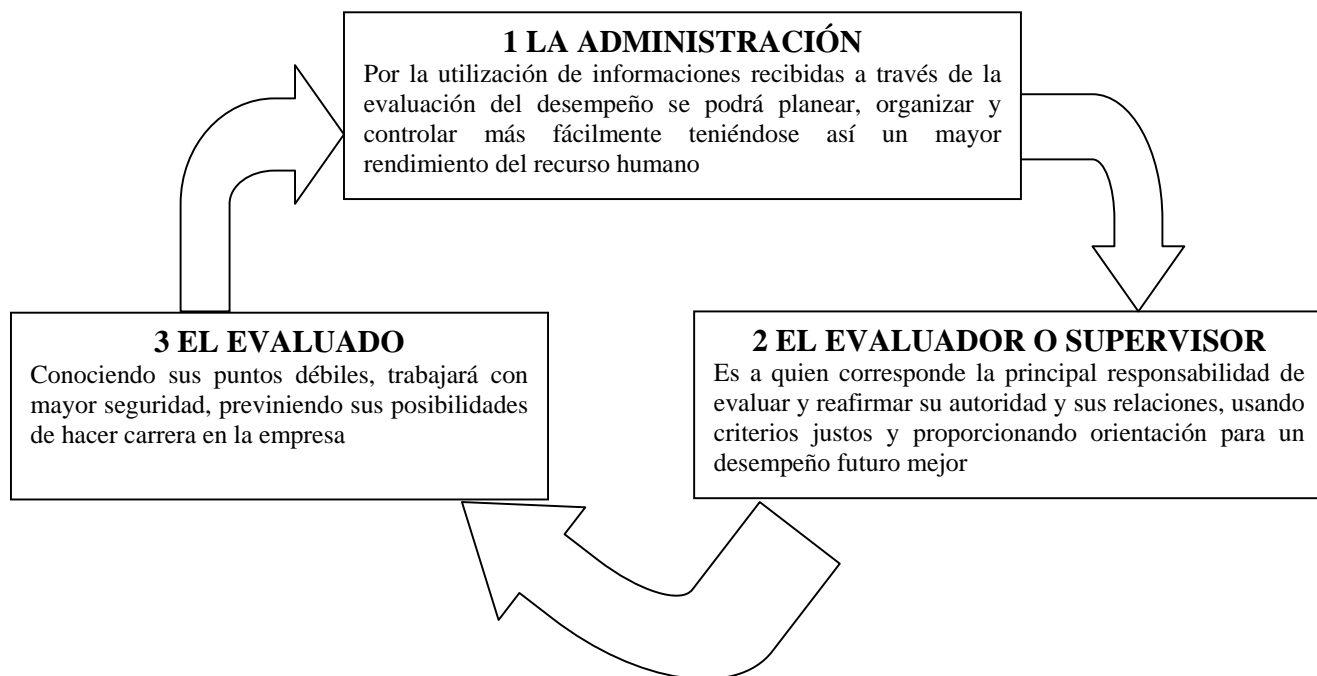 1 LA ADMINISTRACIÓN
Por la utilización de informaciones recibidas a través de la
evaluación del desempeño se podrá planear, organizar y
controlar más fácilmente teniéndose así un mayor
rendimiento del recurso humano
2 EL EVALUADOR O SUPERVISOR
Es a quien corresponde la principal responsabilidad de
evaluar y reafirmar su autoridad y sus relaciones, usando
criterios justos y proporcionando orientación para un
desempeño futuro mejor
3 EL EVALUADO
Conociendo sus puntos débiles, trabajará con
mayor seguridad, previniendo sus posibilidades
de hacer carrera en la empresa